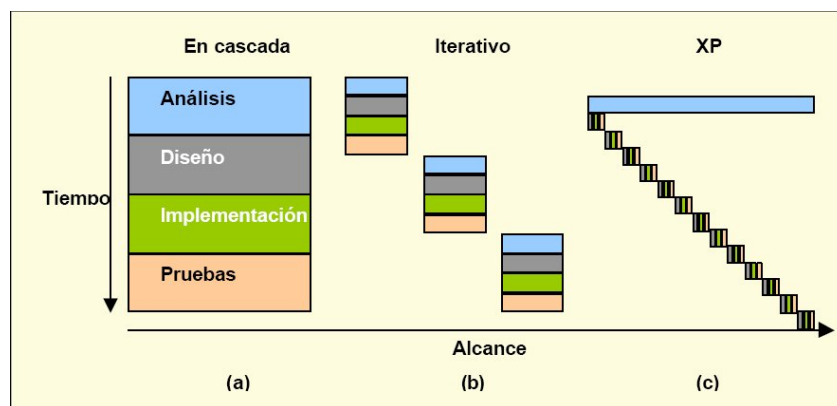 En cascada
Iterativo
XP
Análisis
Diseño
Tiempo
Implementación
Pruebas
Alcance
(a)
(b)
(c)